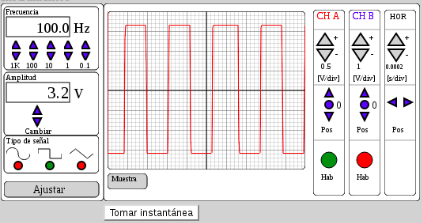 Frecuencia
100.0 Hz
1K 100 10 1 0.1
Amplitud
3.2 V
Cambiar
Tipo de señal
Ajustar
Muestra
Tomar instantánea
CH A
+
-
0.5
[V/div]
0
Pos
Hab
CH B
+
-
1
[V/div]
0
Pos
Hab
HOR
+
-
0.0002
[s/div]
Pos